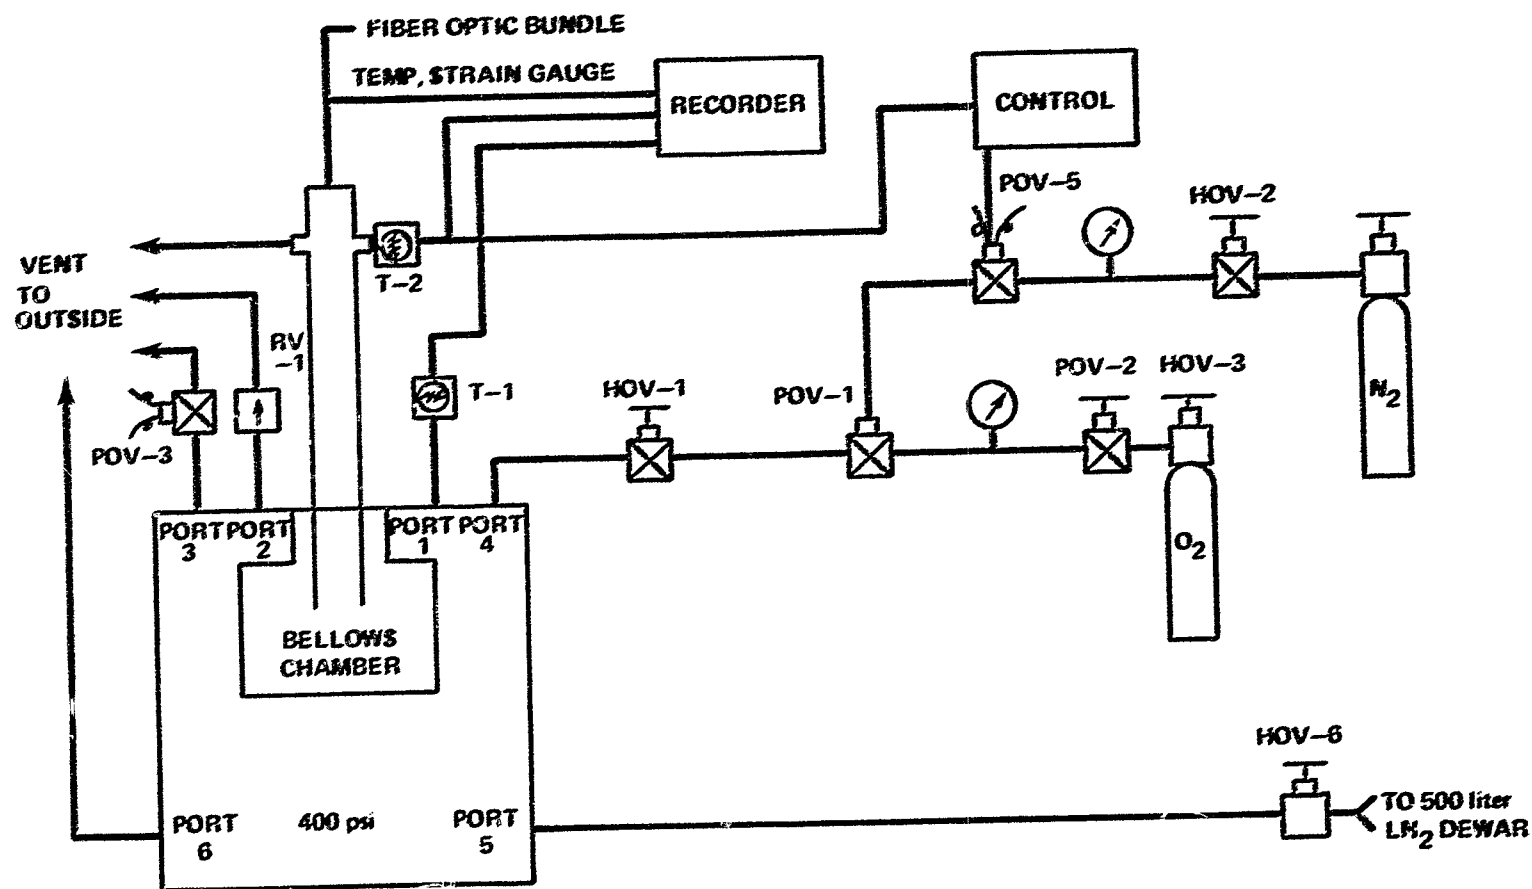 FIBER OPTIC BUNDLE
TEMP, STRAIN GAUGE
RECORDER
CONTROL
POV-5
HOV-2
VENT
TO
OUTSIDE
T-2
RV
-1
T-1
HOV-1
POV-1
POV-2
HOV-3
N2
POV-3
PORT
3
PORT
2
PORT
1
PORT
4
O2
BELLOWS
CHAMBER
HOV-6
PORT
6
400 psi
PORT
5
TO 500 liter
LN2 DEWAR